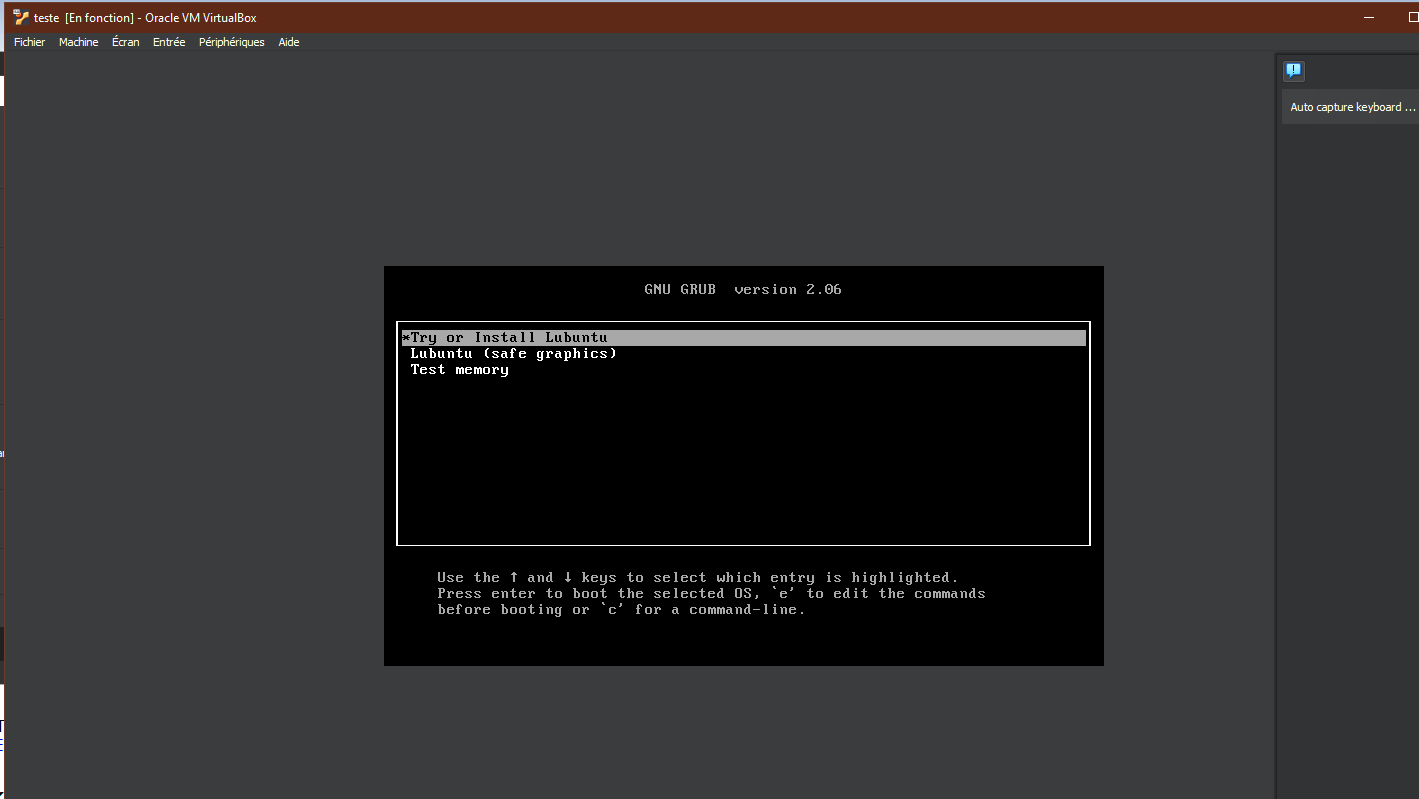 teste [En fonction] - Oracle VM VirtualBox
Fichier Machine Écran Entrée Périphériques Aide
Auto capture keyboard ...
GNU GRUB version 2.06
*Try or Install Lubuntu
Lubuntu (safe graphics)
Test memory
Use the ↑ and ↓ keys to select which entry is highlighted.
Press enter to boot the selected OS, `e' to edit the commands
before booting or `c' for a command-line.